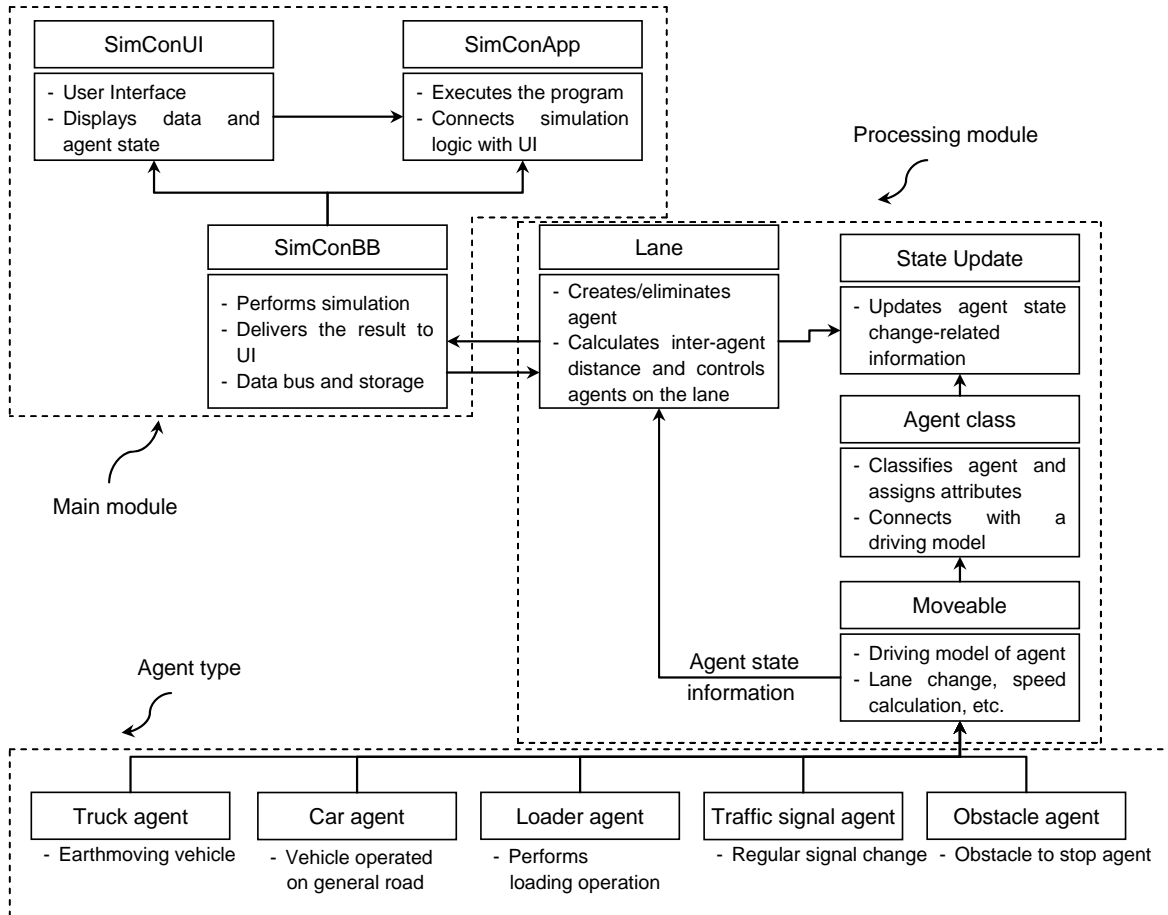 SimConUI
- User Interface
- Displays data and
agent state
SimConApp
- Executes the program
- Connects simulation
logic with UI
Processing module
SimConBB
- Performs simulation
- Delivers the result to
UI
- Data bus and storage
Lane
- Creates/eliminates
agent
- Calculates inter-agent
distance and controls
agents on the lane
State Update
- Updates agent state
change-related
information
Agent class
- Classifies agent and
assigns attributes
- Connects with a
driving model
Main module
Moveable
- Driving model of agent
- Lane change, speed
calculation, etc.
Agent state
information
Agent type
Truck agent
- Earthmoving vehicle
Car agent
- Vehicle operated
on general road
Loader agent
- Performs
loading operation
Traffic signal agent
- Regular signal change
Obstacle agent
- Obstacle to stop agent